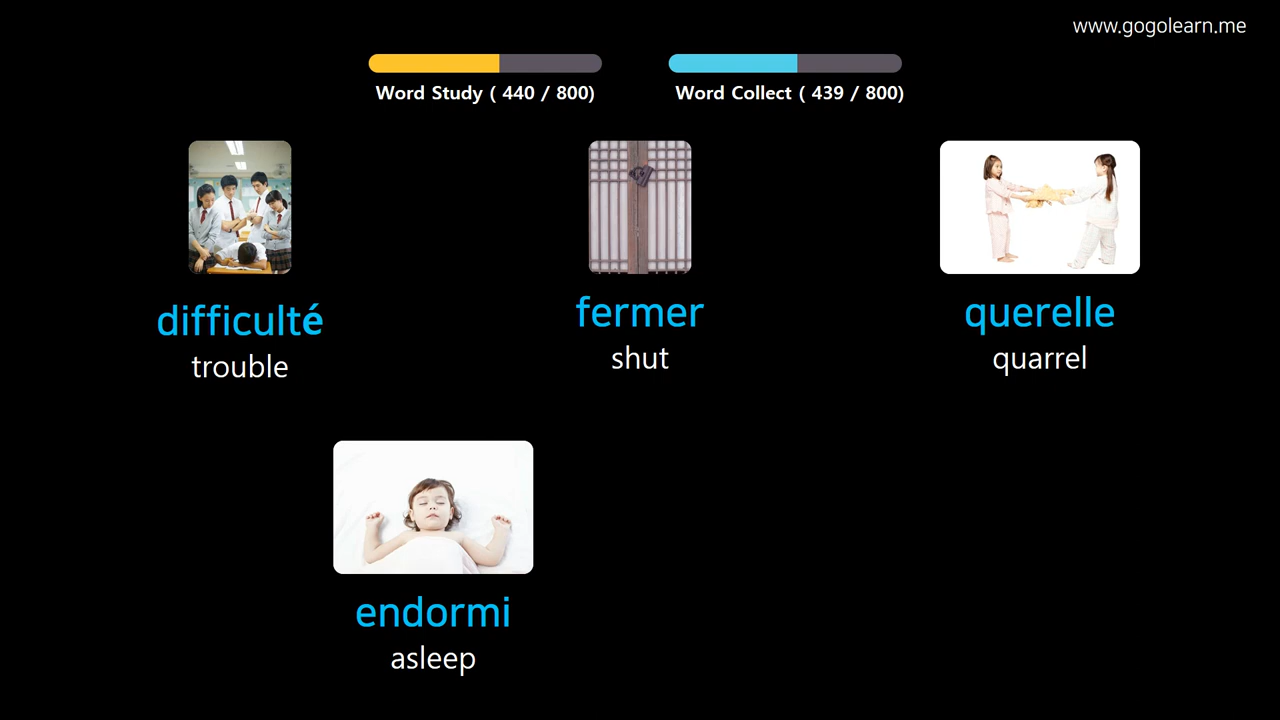 www.gogolearn.me
Word Study ( 440 / 800)
Word Collect ( 439 / 800)
difficulté
trouble
fermer
shut
querelle
quarrel
endormi
asleep